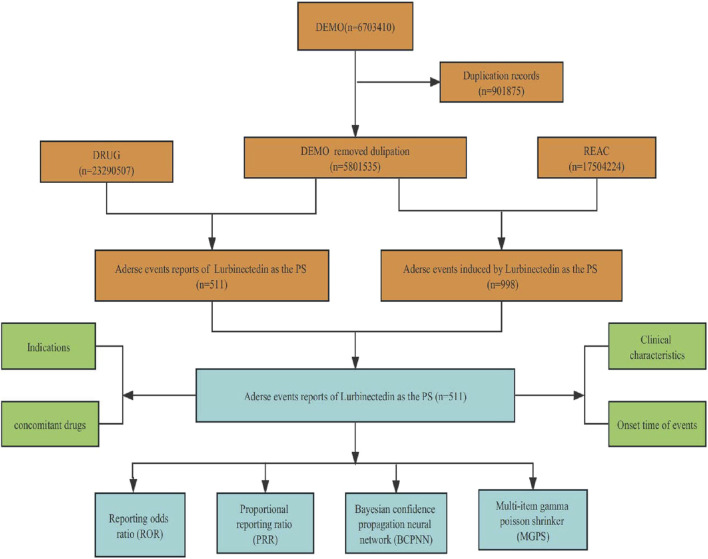 DEMO(n=6703410)
Duplication records
(n=901875)
DRUG
(n=23290507)
DEMO removed dulipation
(n=5801535)
REAC
(n=17504224)
Aderse events reports of Lurbinectedin as the PS
(n=511)
Aderse events induced by Lurbinectedin as the PS
(n=998)
Indications
Clinical
characteristics
Aderse events reports of Lurbinectedin as the PS (n=511)
concomitant drugs
Onset time of events
Reporting odds
ratio (ROR)
Proportional
reporting ratio
(PRR)
Bayesian confidence
propagation neural
network (BCPNN)
Multi-item gamma
poisson shrinker
(MGPS)